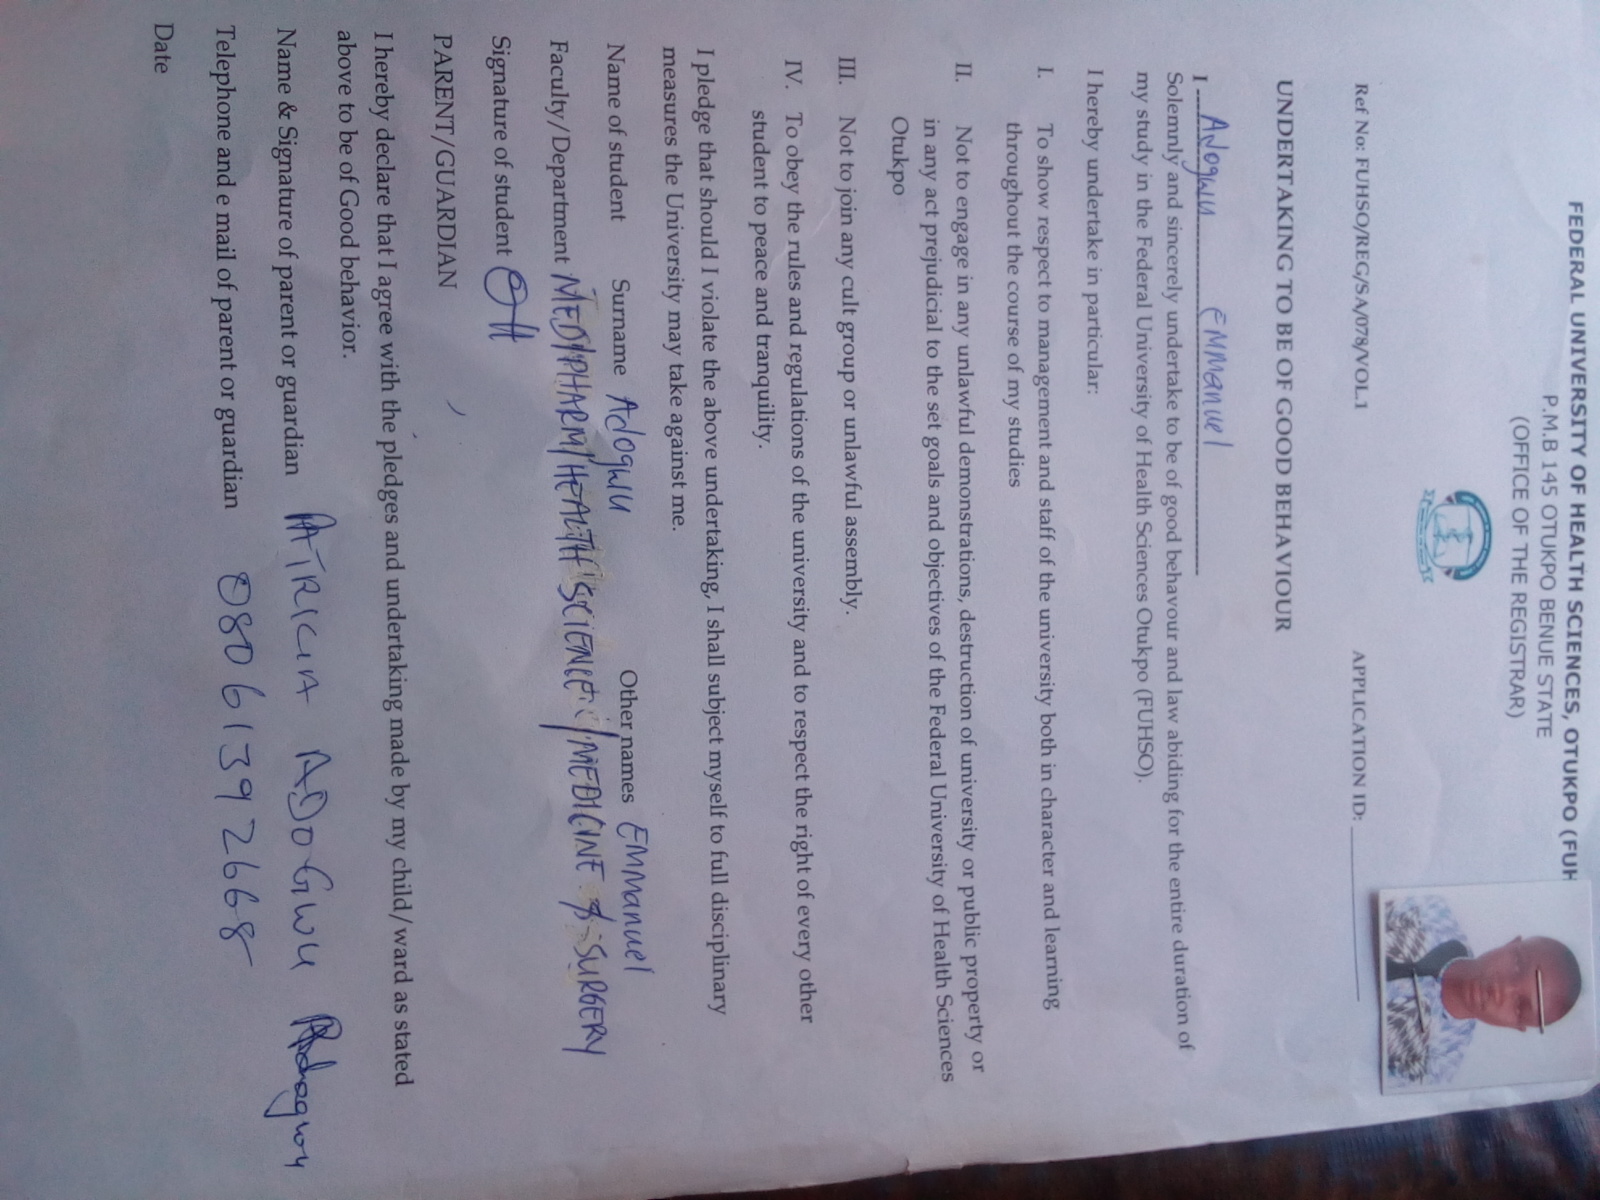 FEDERAL UNIVERSITY OF HEALTH SCIENCES, OTUKPO (FUH
P.M.B 145 OTUKPO BENUE STATE
(OFFICE OF THE REGISTRAR)
Ref No: FUHSO/REG/SA/078/VOL.1 APPLICATION ID:
UNDERTAKING TO BE OF GOOD BEHAVIOUR
I Adogwu Emmanuel
Solemnly and sincerely undertake to be of good behavour and law abiding for the entire duration of
my study in the Federal University of Health Sciences Otukpo (FUHSO).
I hereby undertake in particular:
I. To show respect to management and staff of the university both in character and learning
throughout the course of my studies
II. Not to engage in any unlawful demonstrations, destruction of university or public property or
in any act prejudicial to the set goals and objectives of the Federal University of Health Sciences
Otukpo
III. Not to join any cult group or unlawful assembly.
IV. To obey the rules and regulations of the university and to respect the right of every other
student to peace and tranquility.
I pledge that should I violate the above undertaking, I shall subject myself to full disciplinary
measures the University may take against me.
Name of student Surname Adogwu Other names Emmanuel
Faculty/Department MED/PHARM/HEALTH SCIENCE/MEDICINE & SURGERY
Signature of student
PARENT/GUARDIAN
I hereby declare that I agree with the pledges and undertaking made by my child/ward as stated
above to be of Good behavior.
Name & Signature of parent or guardian PATRICIA ADOGWU
Telephone and e mail of parent or guardian 08061392668
Date